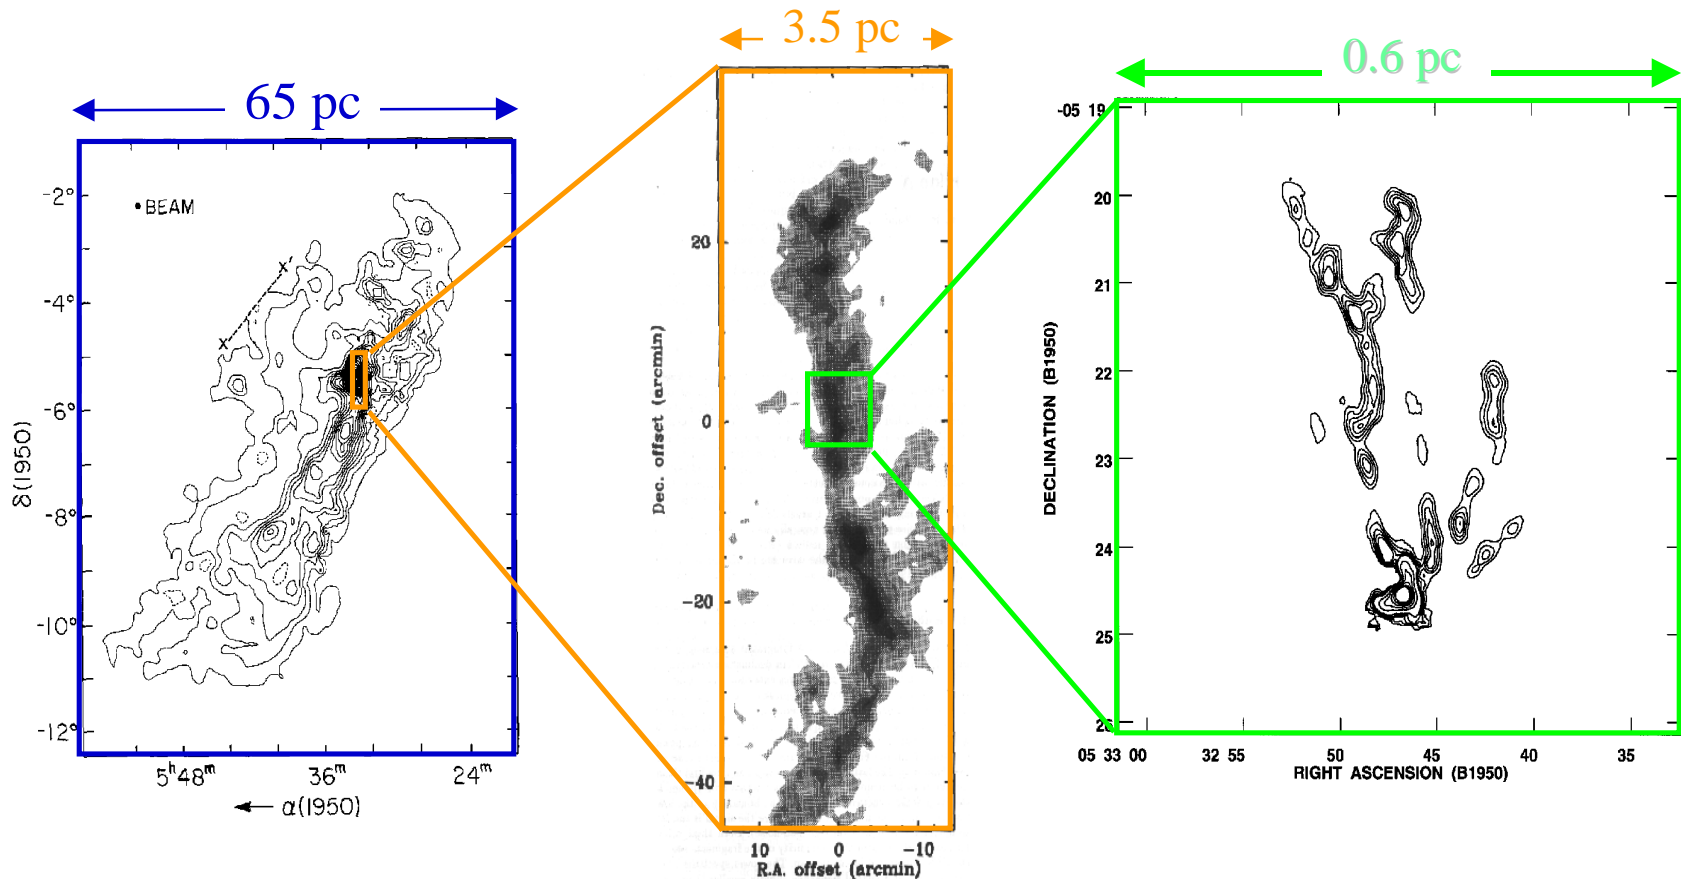 65 pc
-2°
-4°
-6°
-8°
-10°
-12°
BEAM
X'
X
δ(1950)
5ʰ48ᵐ
36ᵐ
24ᵐ
← α(1950)
3.5 pc
20
0
-20
-40
Dec. offset (arcmin)
10
0
-10
R.A. offset (arcmin)
0.6 pc
-05 19
20
21
22
23
24
25
DECLINATION (B1950)
05 33 00
32 55
50
45
40
35
RIGHT ASCENSION (B1950)